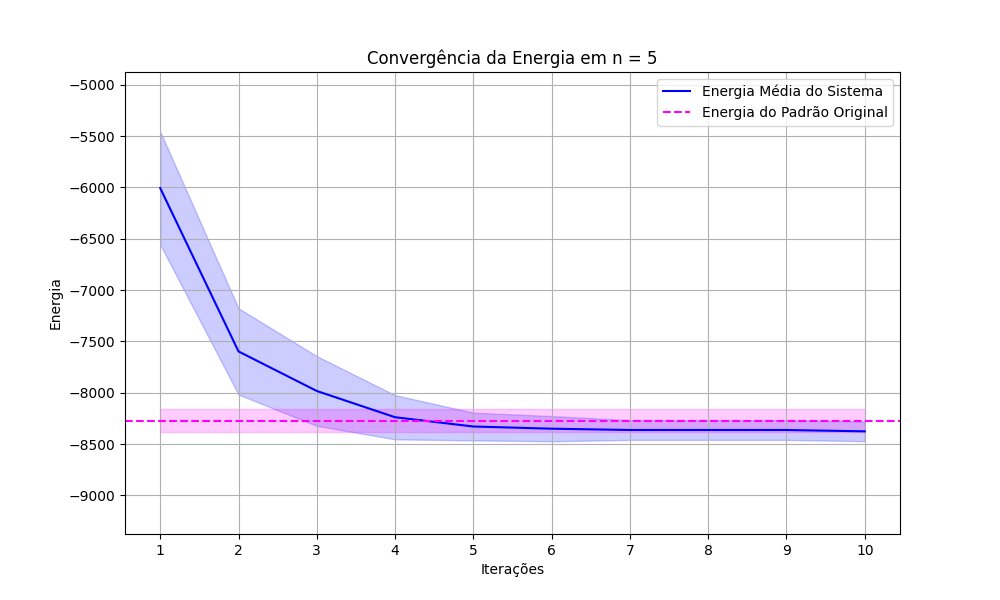 Convergência da Energia em n = 5
Energia Média do Sistema
Energia do Padrão Original
−5000
−5500
−6000
−6500
−7000
−7500
−8000
−8500
−9000
Energia
1 2 3 4 5 6 7 8 9 10
Iterações